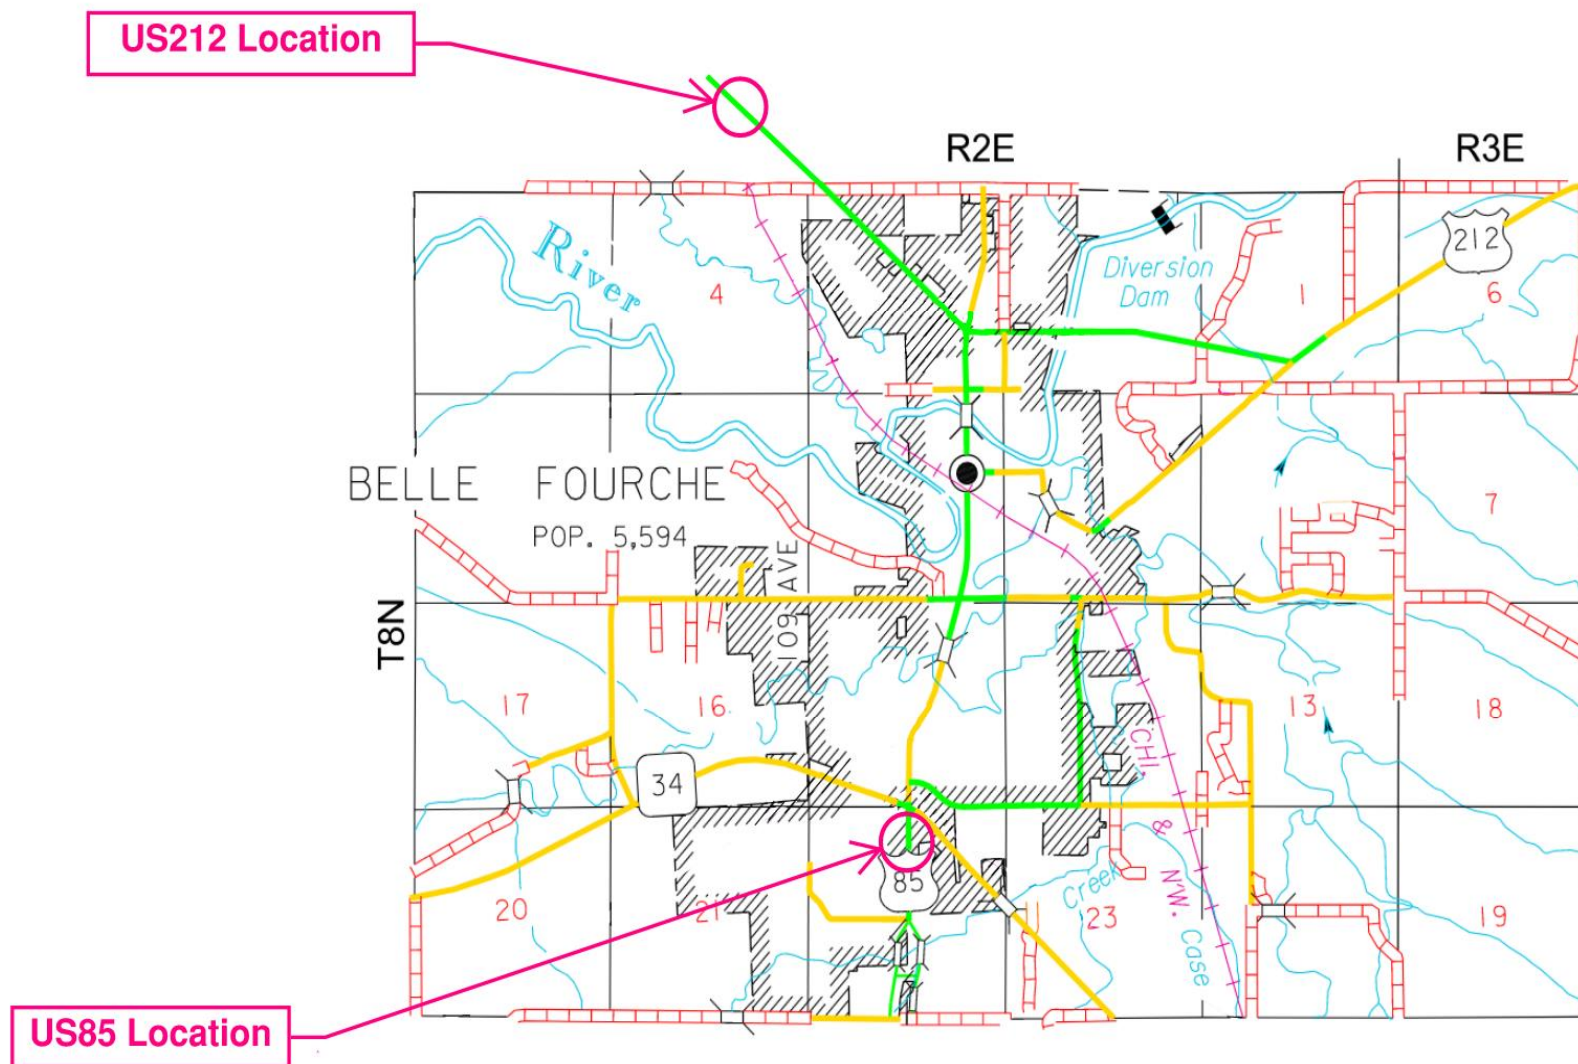 US212 Location
R2E
R3E
212
River
Diversion
Dam
4
1
6
BELLE FOURCHE
POP. 5,594
7
109 AVE
T8N
17
16
13
18
34
CHI.
&
N'W.
85
Creek
Case
20
21
23
19
US85 Location